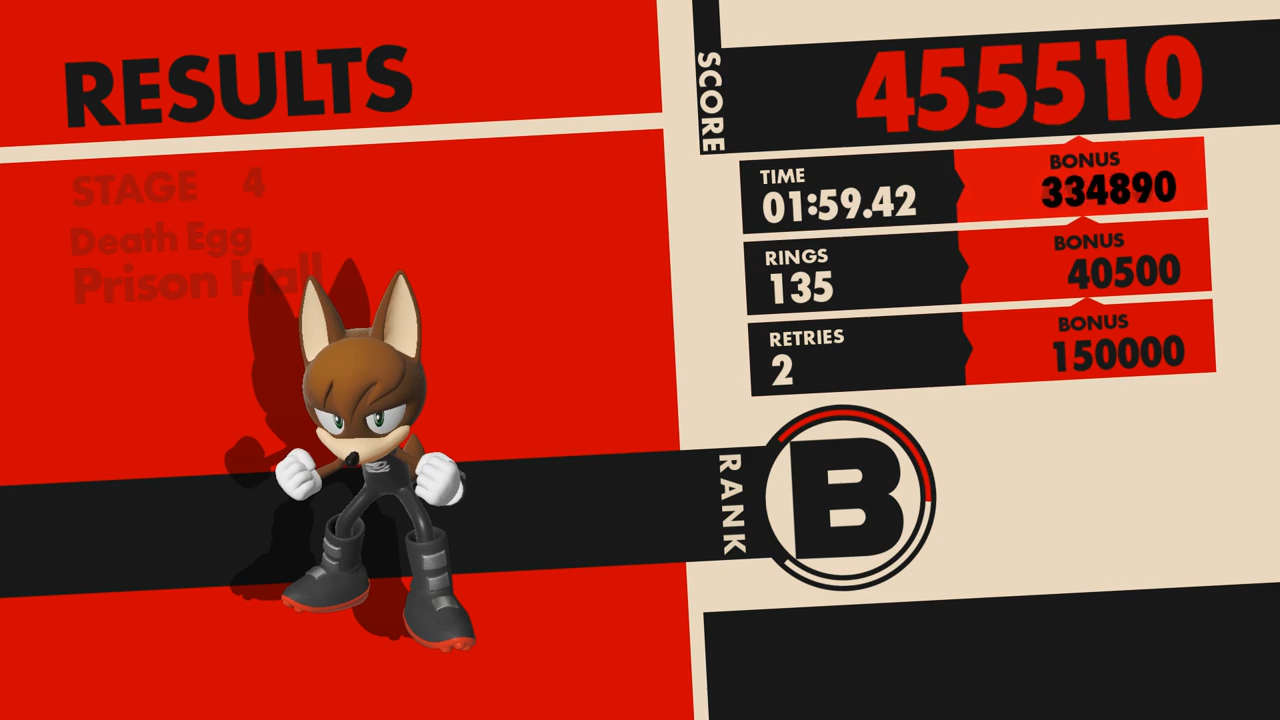 RESULTS
STAGE 4
Death Egg
Prison Hall
SCORE
455510
TIME
01:59.42
BONUS
334890
RINGS
135
BONUS
40500
RETRIES
2
BONUS
150000
RANK
B